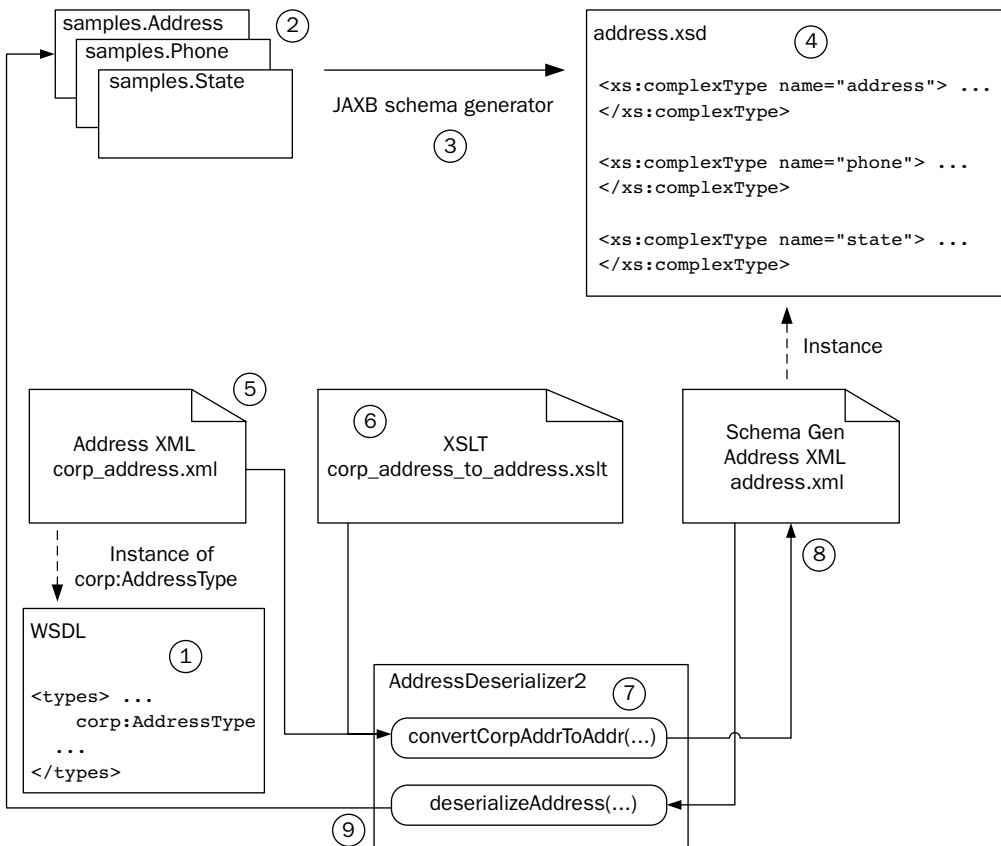 samples.Address
samples.Phone
samples.State
2
JAXB schema generator
3
address.xsd
4
<xs:complexType name="address"> ...
</xs:complexType>
<xs:complexType name="phone"> ...
</xs:complexType>
<xs:complexType name="state"> ...
</xs:complexType>
Instance
5
Address XML
corp_address.xml
6
XSLT
corp_address_to_address.xslt
Schema Gen
Address XML
address.xml
8
Instance of
corp:AddressType
WSDL
1
<types> ...
corp:AddressType
...
</types>
AddressDeserializer2
7
convertCorpAddrToAddr(...)
deserializeAddress(...)
9